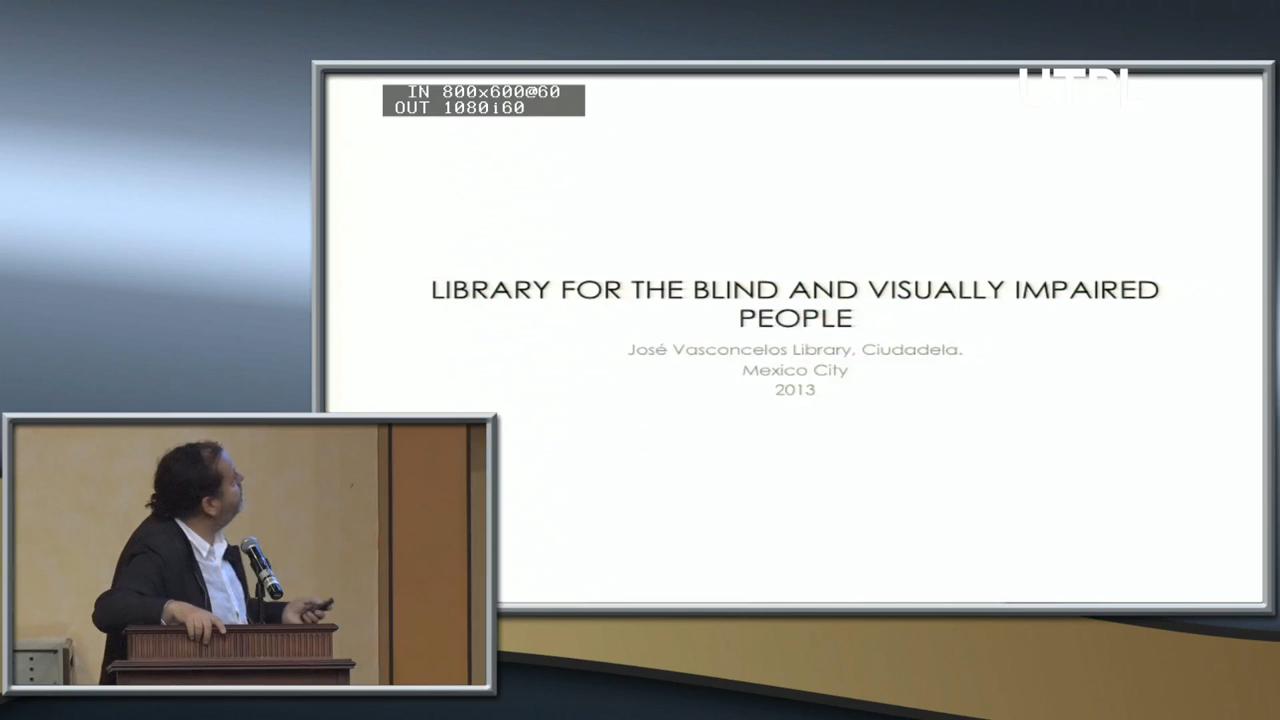 UTPL
IN 800x600@60
OUT 1080i60
LIBRARY FOR THE BLIND AND VISUALLY IMPAIRED
PEOPLE
José Vasconcelos Library, Ciudadela.
Mexico City
2013